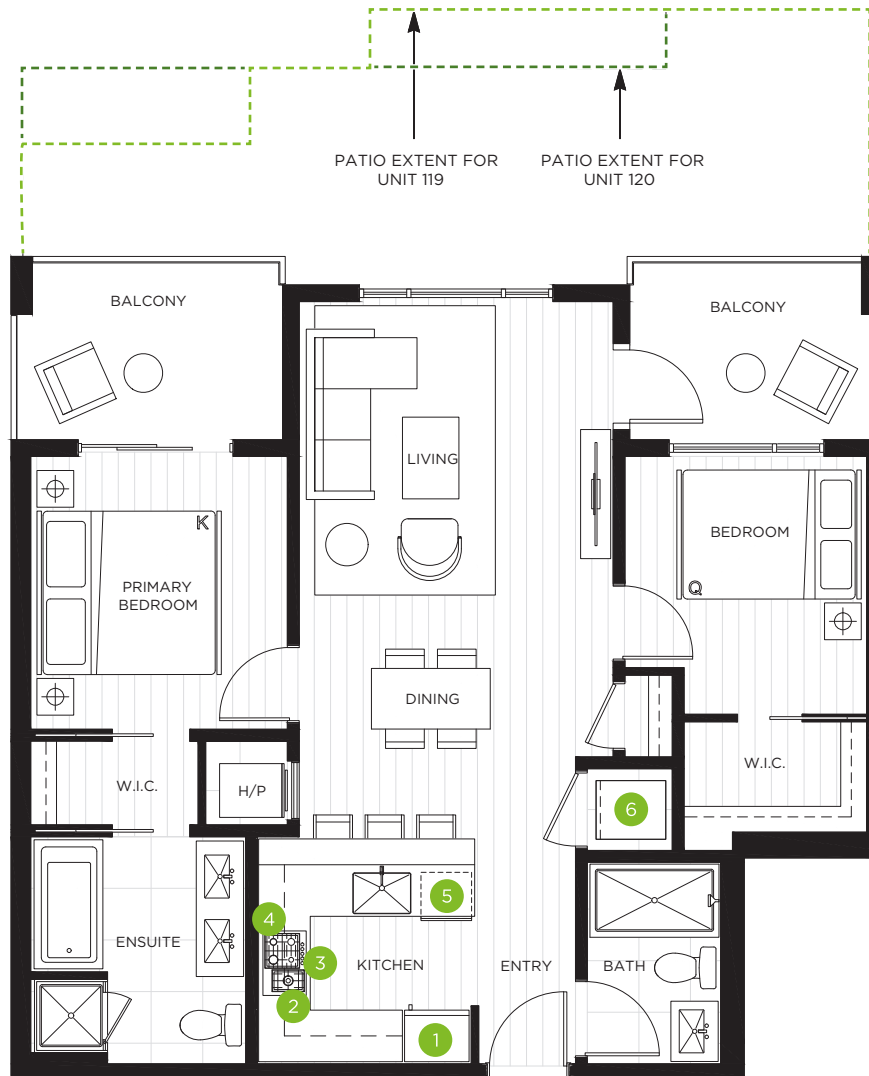 PATIO EXTENT FOR
UNIT 119
PATIO EXTENT FOR
UNIT 120
BALCONY
BALCONY
LIVING
K
PRIMARY
BEDROOM
BEDROOM
Q
DINING
W.I.C.
H/P
W.I.C.
6
5
4
ENSUITE
3
KITCHEN
ENTRY
BATH
2
1